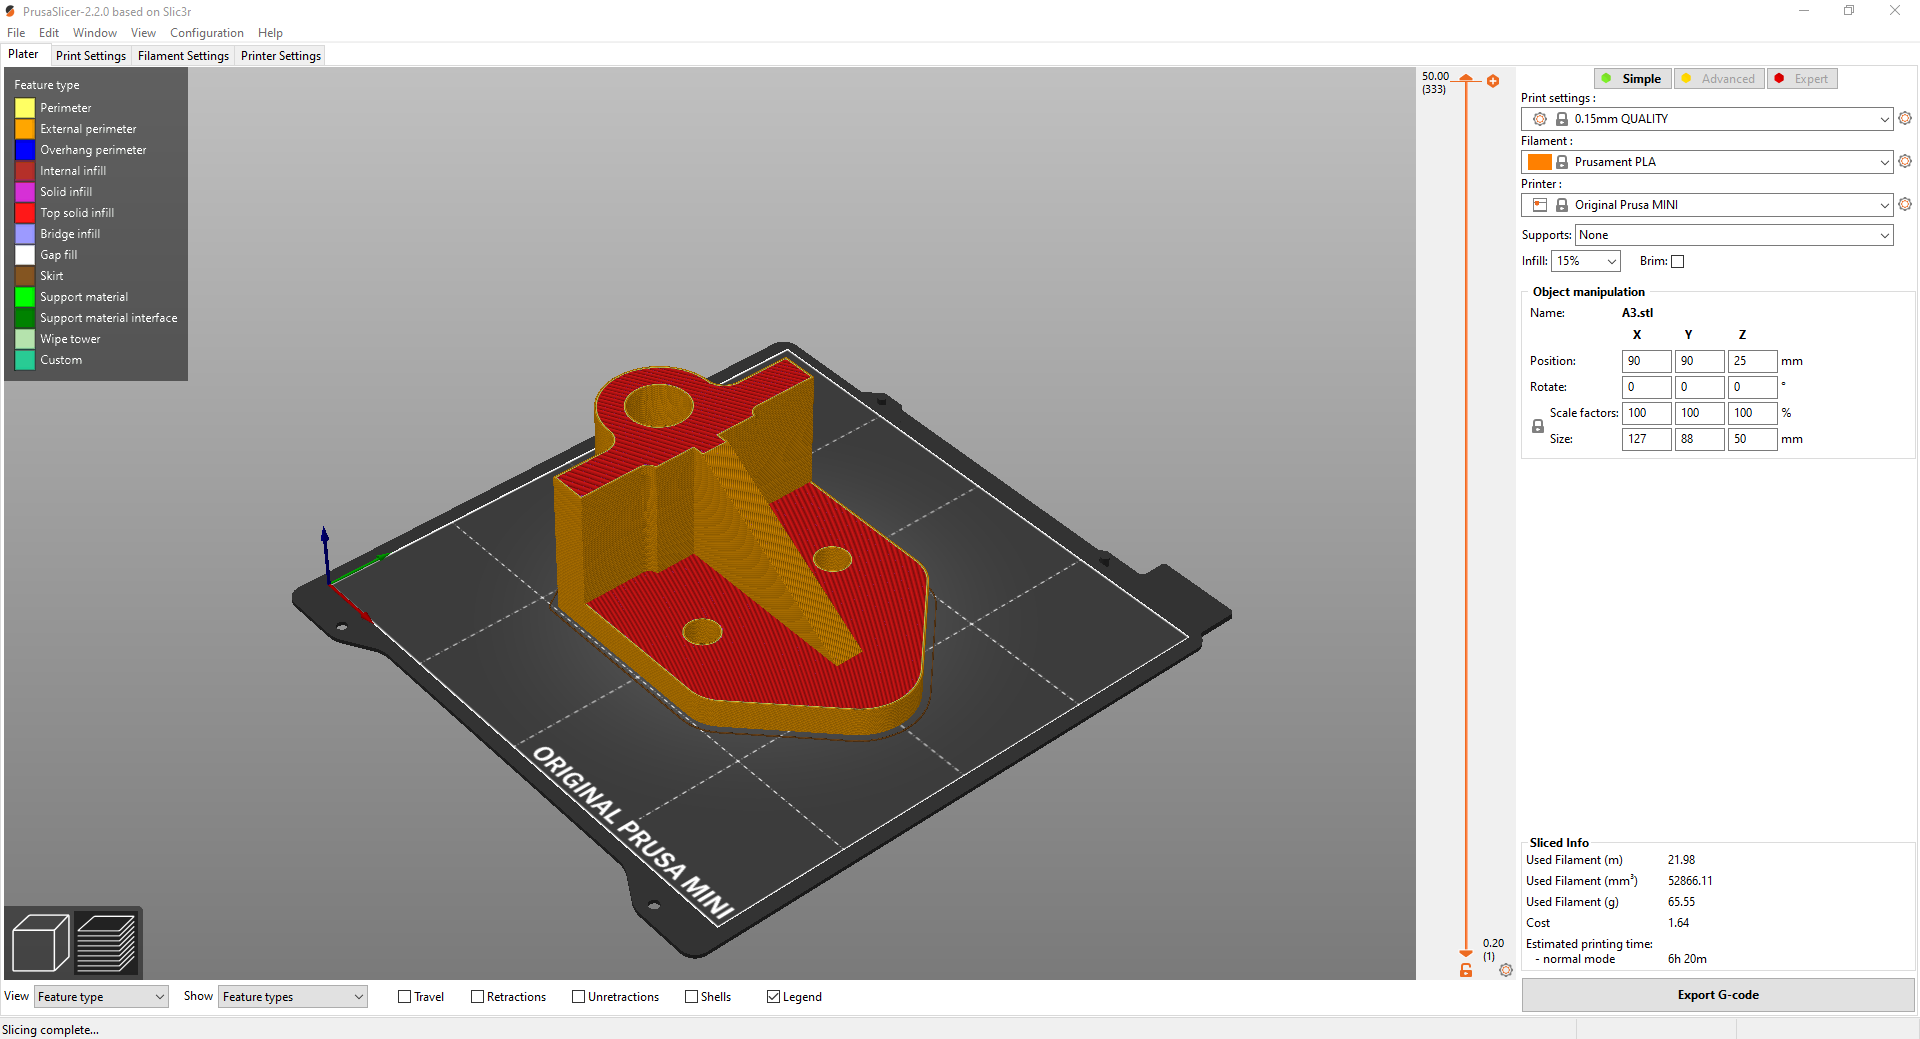 PrusaSlicer-2.2.0 based on Slic3r
File Edit Window View Configuration Help
Plater Print Settings Filament Settings Printer Settings
Feature type
Perimeter
External perimeter
Overhang perimeter
Internal infill
Solid infill
Top solid infill
Bridge infill
Gap fill
Skirt
Support material
Support material interface
Wipe tower
Custom
ORIGINAL PRUSA MINI
50.00
(333)
0.20
(1)
Simple Advanced Expert
Print settings :
0.15mm QUALITY
Filament :
Prusament PLA
Printer :
Original Prusa MINI
Supports: None
Infill: 15% Brim:
Object manipulation
Name: A3.stl
X Y Z
Position: 90 90 25 mm
Rotate: 0 0 0 °
Scale factors: 100 100 100 %
Size: 127 88 50 mm
Sliced Info
Used Filament (m) 21.98
Used Filament (mm³) 52866.11
Used Filament (g) 65.55
Cost 1.64
Estimated printing time:
- normal mode 6h 20m
Export G-code
View Feature type Show Feature types Travel Retractions Unretractions Shells Legend
Slicing complete...